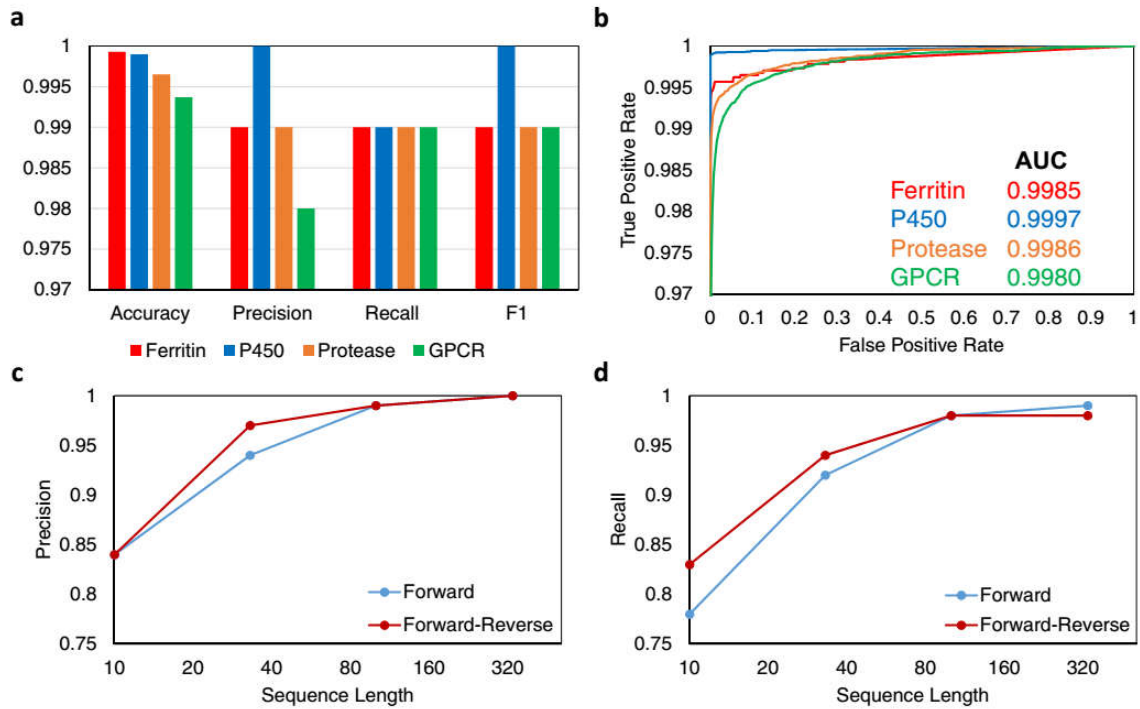 a
1
0.995
0.99
0.985
0.98
0.975
0.97
Accuracy Precision Recall F1
Ferritin P450 Protease GPCR
b
True Positive Rate
1
0.995
0.99
0.985
0.98
0.975
0.97
AUC
Ferritin 0.9985
P450 0.9997
Protease 0.9986
GPCR 0.9980
0 0.1 0.2 0.3 0.4 0.5 0.6 0.7 0.8 0.9 1
False Positive Rate
c
Precision
1
0.95
0.9
0.85
0.8
0.75
Forward
Forward-Reverse
10 20 40 80 160 320
Sequence Length
d
Recall
1
0.95
0.9
0.85
0.8
0.75
Forward
Forward-Reverse
10 20 40 80 160 320
Sequence Length